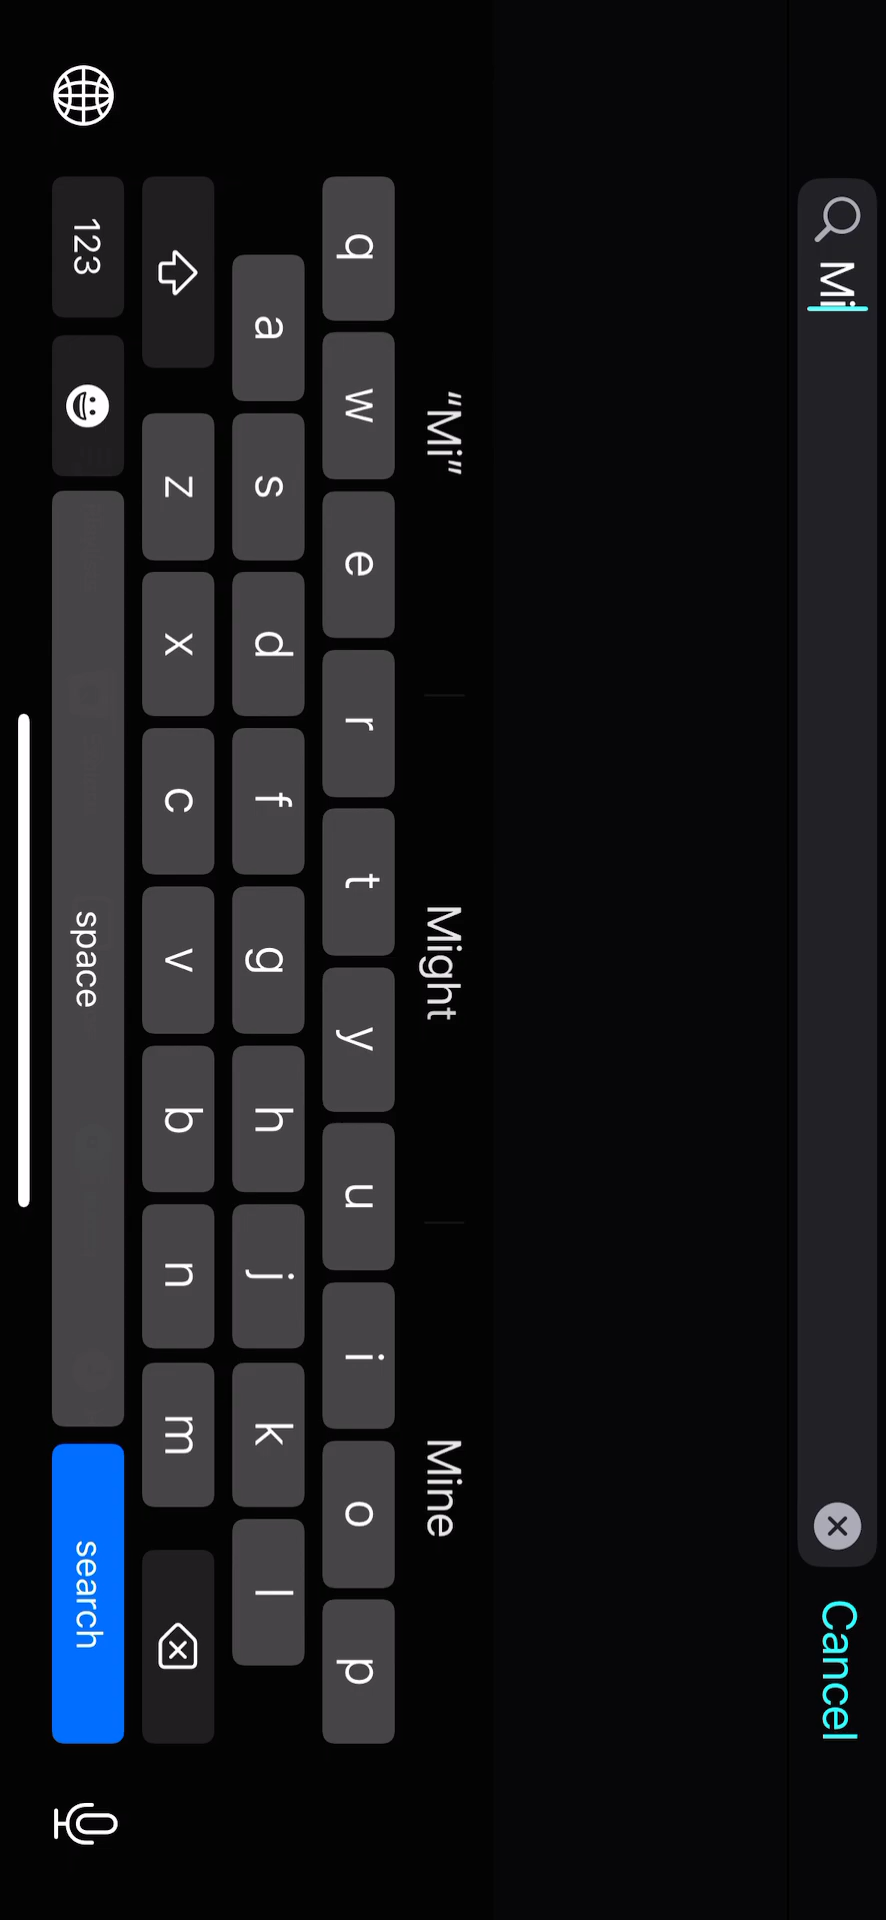 Mi
Cancel
“Mi”
Might
Mine
q w e r t y u i o p
a s d f g h j k l
z x c v b n m
123
space
search